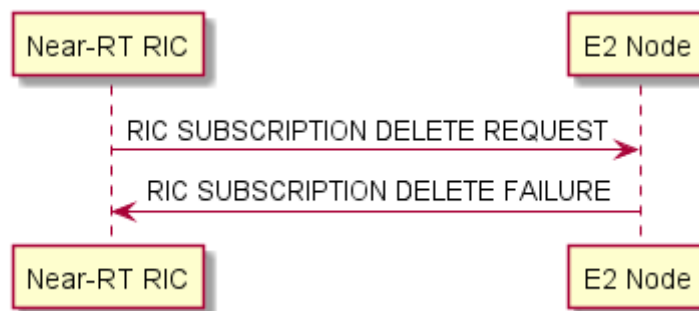 Near-RT RIC
E2 Node
RIC SUBSCRIPTION DELETE REQUEST
RIC SUBSCRIPTION DELETE FAILURE
Near-RT RIC
E2 Node